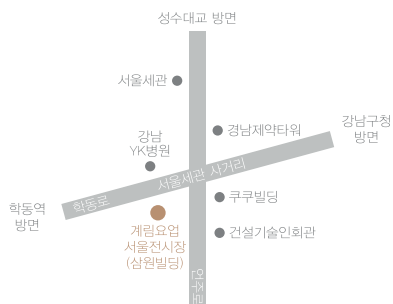 성수대교 방면
서울세관
강남구청
방면
경남제약타워
강남
YK병원
서울세관 사거리
학동로
쿠쿠빌딩
학동역
방면
계림요업
서울전시장
(삼원빌딩)
건설기술인회관
언주로